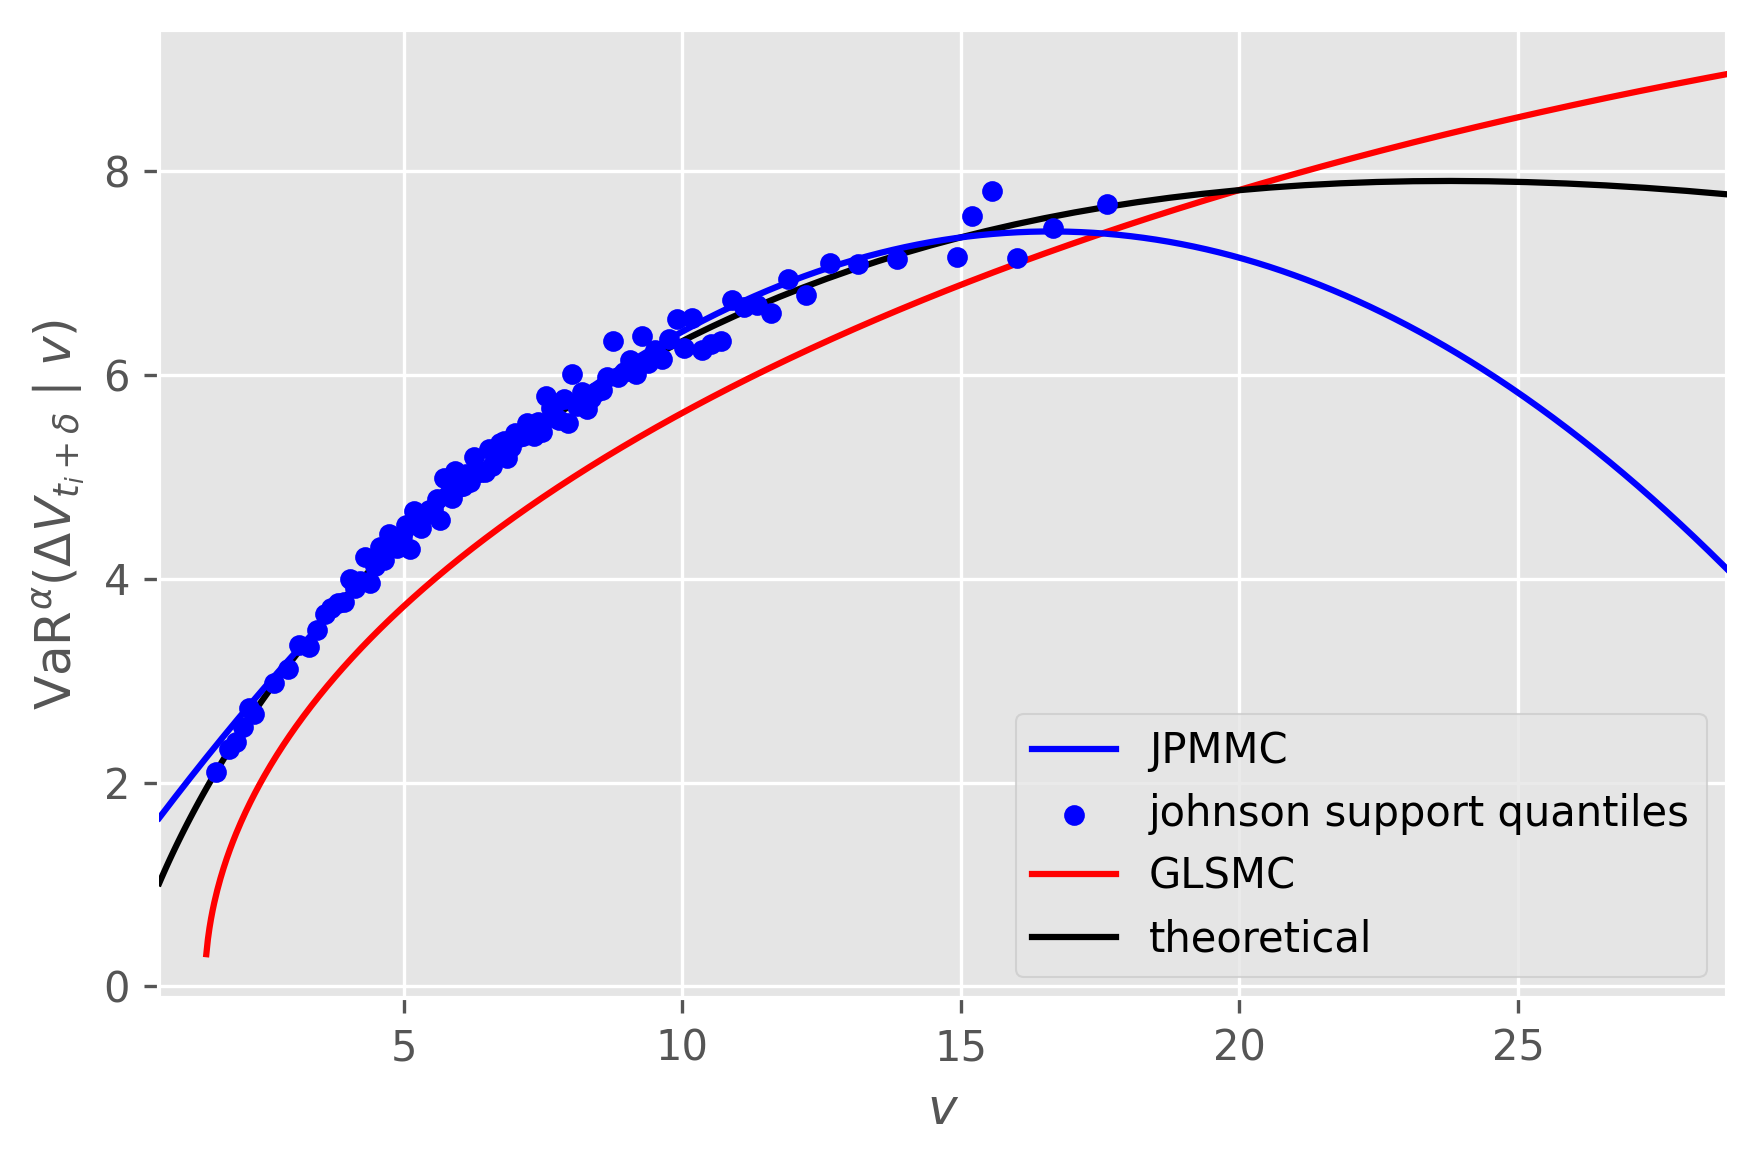 VaR^α(ΔV_{t_i+δ} | v)
8
6
4
2
0
5 10 15 20 25
v
JPMMC
johnson support quantiles
GLSMC
theoretical